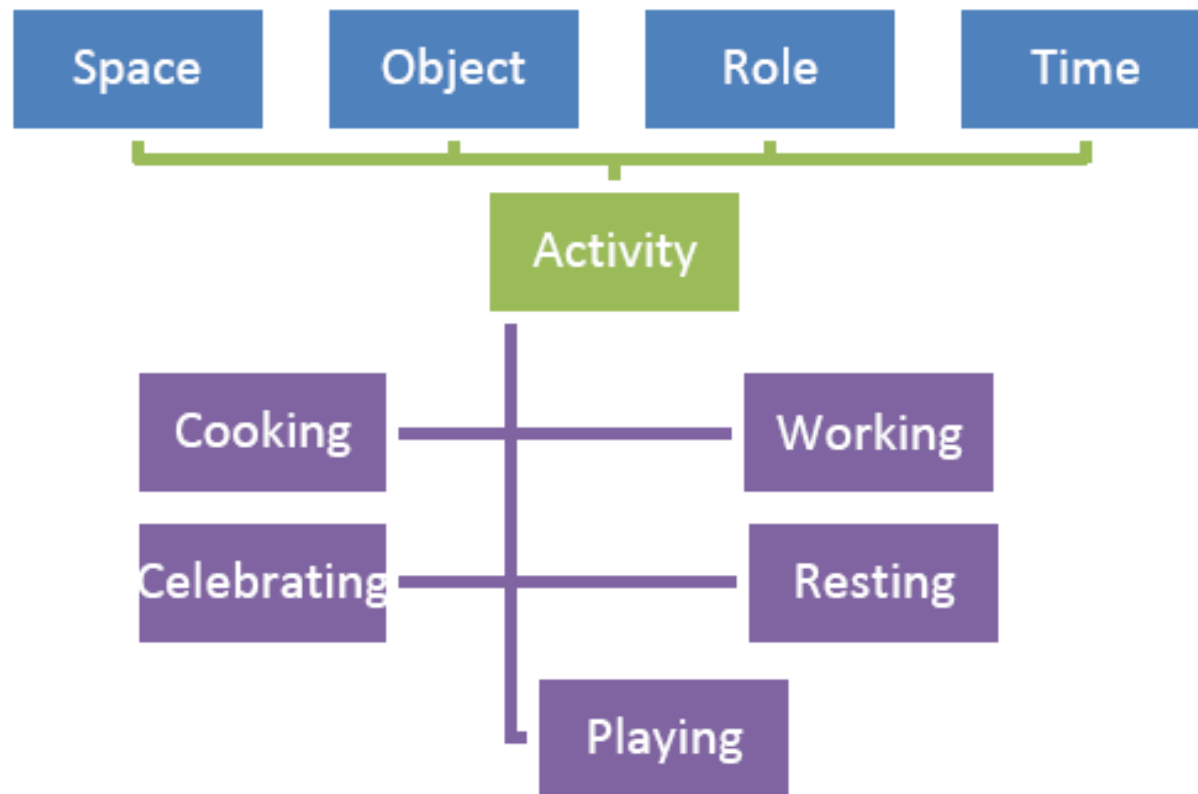 Space
Object
Role
Time
Activity
Cooking
Working
Celebrating
Resting
Playing